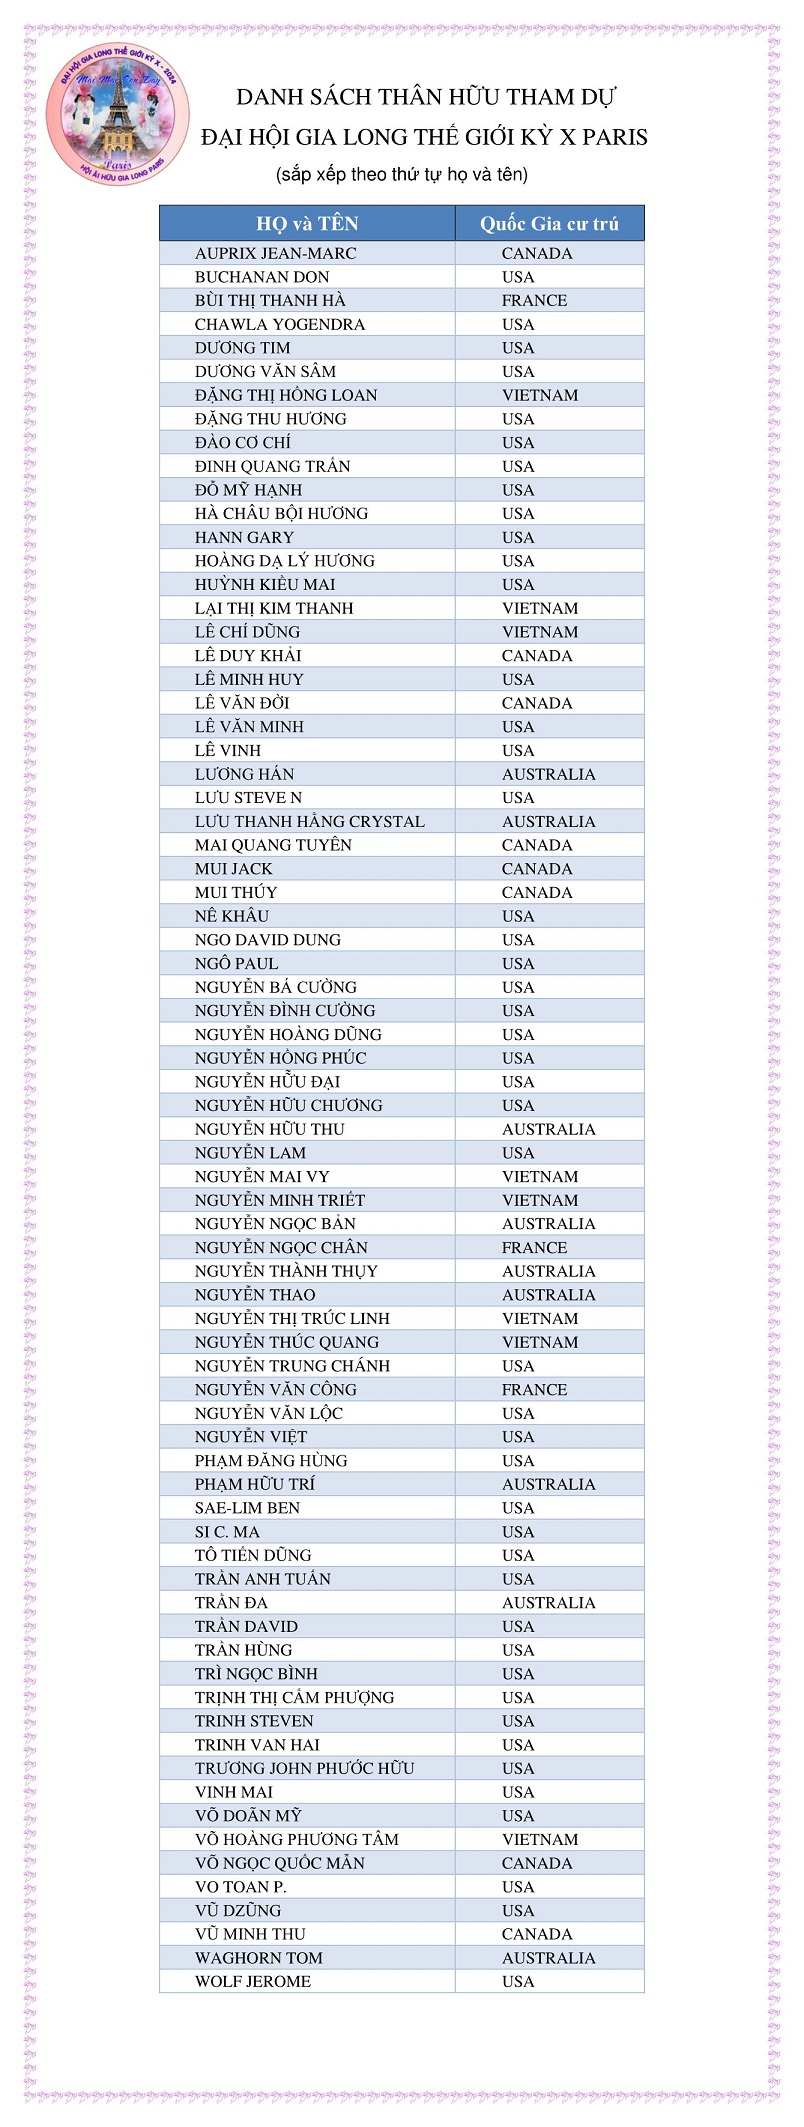 ĐẠI HỘI GIA LONG THẾ GIỚI KỲ X - 2024
Mãi Mãi Còn Đây
Paris
HỘI ÁI HỮU GIA LONG PARIS
DANH SÁCH THÂN HỮU THAM DỰ
ĐẠI HỘI GIA LONG THẾ GIỚI KỲ X PARIS
(sắp xếp theo thứ tự họ và tên)
HỌ và TÊN Quốc Gia cư trú
AUPRIX JEAN-MARC CANADA
BUCHANAN DON USA
BÙI THỊ THANH HÀ FRANCE
CHAWLA YOGENDRA USA
DƯƠNG TIM USA
DƯƠNG VĂN SÂM USA
ĐẶNG THỊ HỒNG LOAN VIETNAM
ĐẶNG THU HƯƠNG USA
ĐÀO CƠ CHÍ USA
ĐINH QUANG TRẤN USA
ĐỖ MỸ HẠNH USA
HÀ CHÂU BỘI HƯƠNG USA
HANN GARY USA
HOÀNG DẠ LÝ HƯƠNG USA
HUỲNH KIỀU MAI USA
LẠI THỊ KIM THANH VIETNAM
LÊ CHÍ DŨNG VIETNAM
LÊ DUY KHẢI CANADA
LÊ MINH HUY USA
LÊ VĂN ĐỜI CANADA
LÊ VĂN MINH USA
LÊ VINH USA
LƯƠNG HÁN AUSTRALIA
LƯU STEVE N USA
LƯU THANH HẰNG CRYSTAL AUSTRALIA
MAI QUANG TUYÊN CANADA
MUI JACK CANADA
MUI THÚY CANADA
NÊ KHÂU USA
NGO DAVID DUNG USA
NGÔ PAUL USA
NGUYỄN BÁ CƯỜNG USA
NGUYỄN ĐÌNH CƯỜNG USA
NGUYỄN HOÀNG DŨNG USA
NGUYỄN HỒNG PHÚC USA
NGUYỄN HỮU ĐẠI USA
NGUYỄN HỮU CHƯƠNG USA
NGUYỄN HỮU THU AUSTRALIA
NGUYỄN LAM USA
NGUYỄN MAI VY VIETNAM
NGUYỄN MINH TRIẾT VIETNAM
NGUYỄN NGỌC BẢN AUSTRALIA
NGUYỄN NGỌC CHÂN FRANCE
NGUYỄN THÀNH THỤY AUSTRALIA
NGUYỄN THAO AUSTRALIA
NGUYỄN THỊ TRÚC LINH VIETNAM
NGUYỄN THÚC QUANG VIETNAM
NGUYỄN TRUNG CHÁNH USA
NGUYỄN VĂN CÔNG FRANCE
NGUYỄN VĂN LỘC USA
NGUYỄN VIỆT USA
PHẠM ĐĂNG HÙNG USA
PHẠM HỮU TRÍ AUSTRALIA
SAE-LIM BEN USA
SI C. MA USA
TÔ TIẾN DŨNG USA
TRẦN ANH TUẤN USA
TRẦN ĐA AUSTRALIA
TRẦN DAVID USA
TRẦN HÙNG USA
TRÌ NGỌC BÌNH USA
TRỊNH THỊ CẨM PHƯỢNG USA
TRINH STEVEN USA
TRINH VAN HAI USA
TRƯƠNG JOHN PHƯỚC HỮU USA
VINH MAI USA
VÕ DOÃN MỸ USA
VÕ HOÀNG PHƯƠNG TÂM VIETNAM
VÕ NGỌC QUỐC MẪN CANADA
VO TOAN P. USA
VŨ DZŨNG USA
VŨ MINH THU CANADA
WAGHORN TOM AUSTRALIA
WOLF JEROME USA